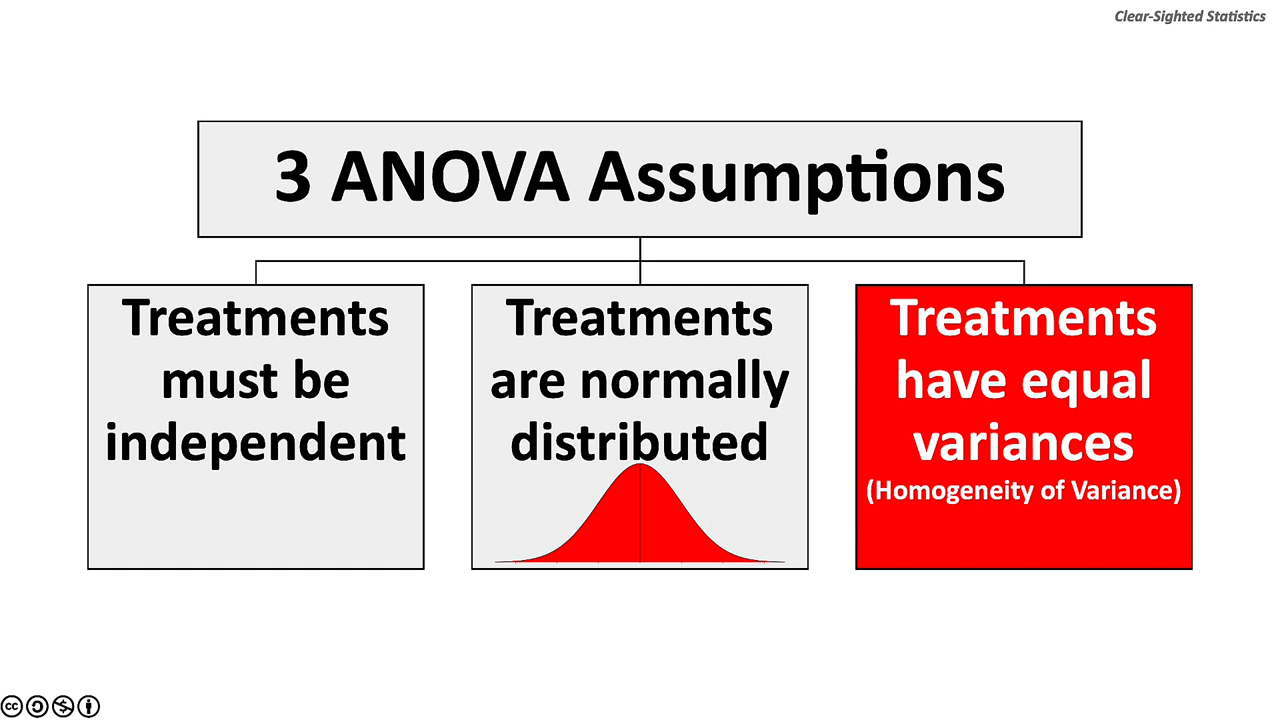 Clear-Sighted Statistics
3 ANOVA Assumptions
Treatments
must be
independent
Treatments
are normally
distributed
Treatments
have equal
variances
(Homogeneity of Variance)
cc